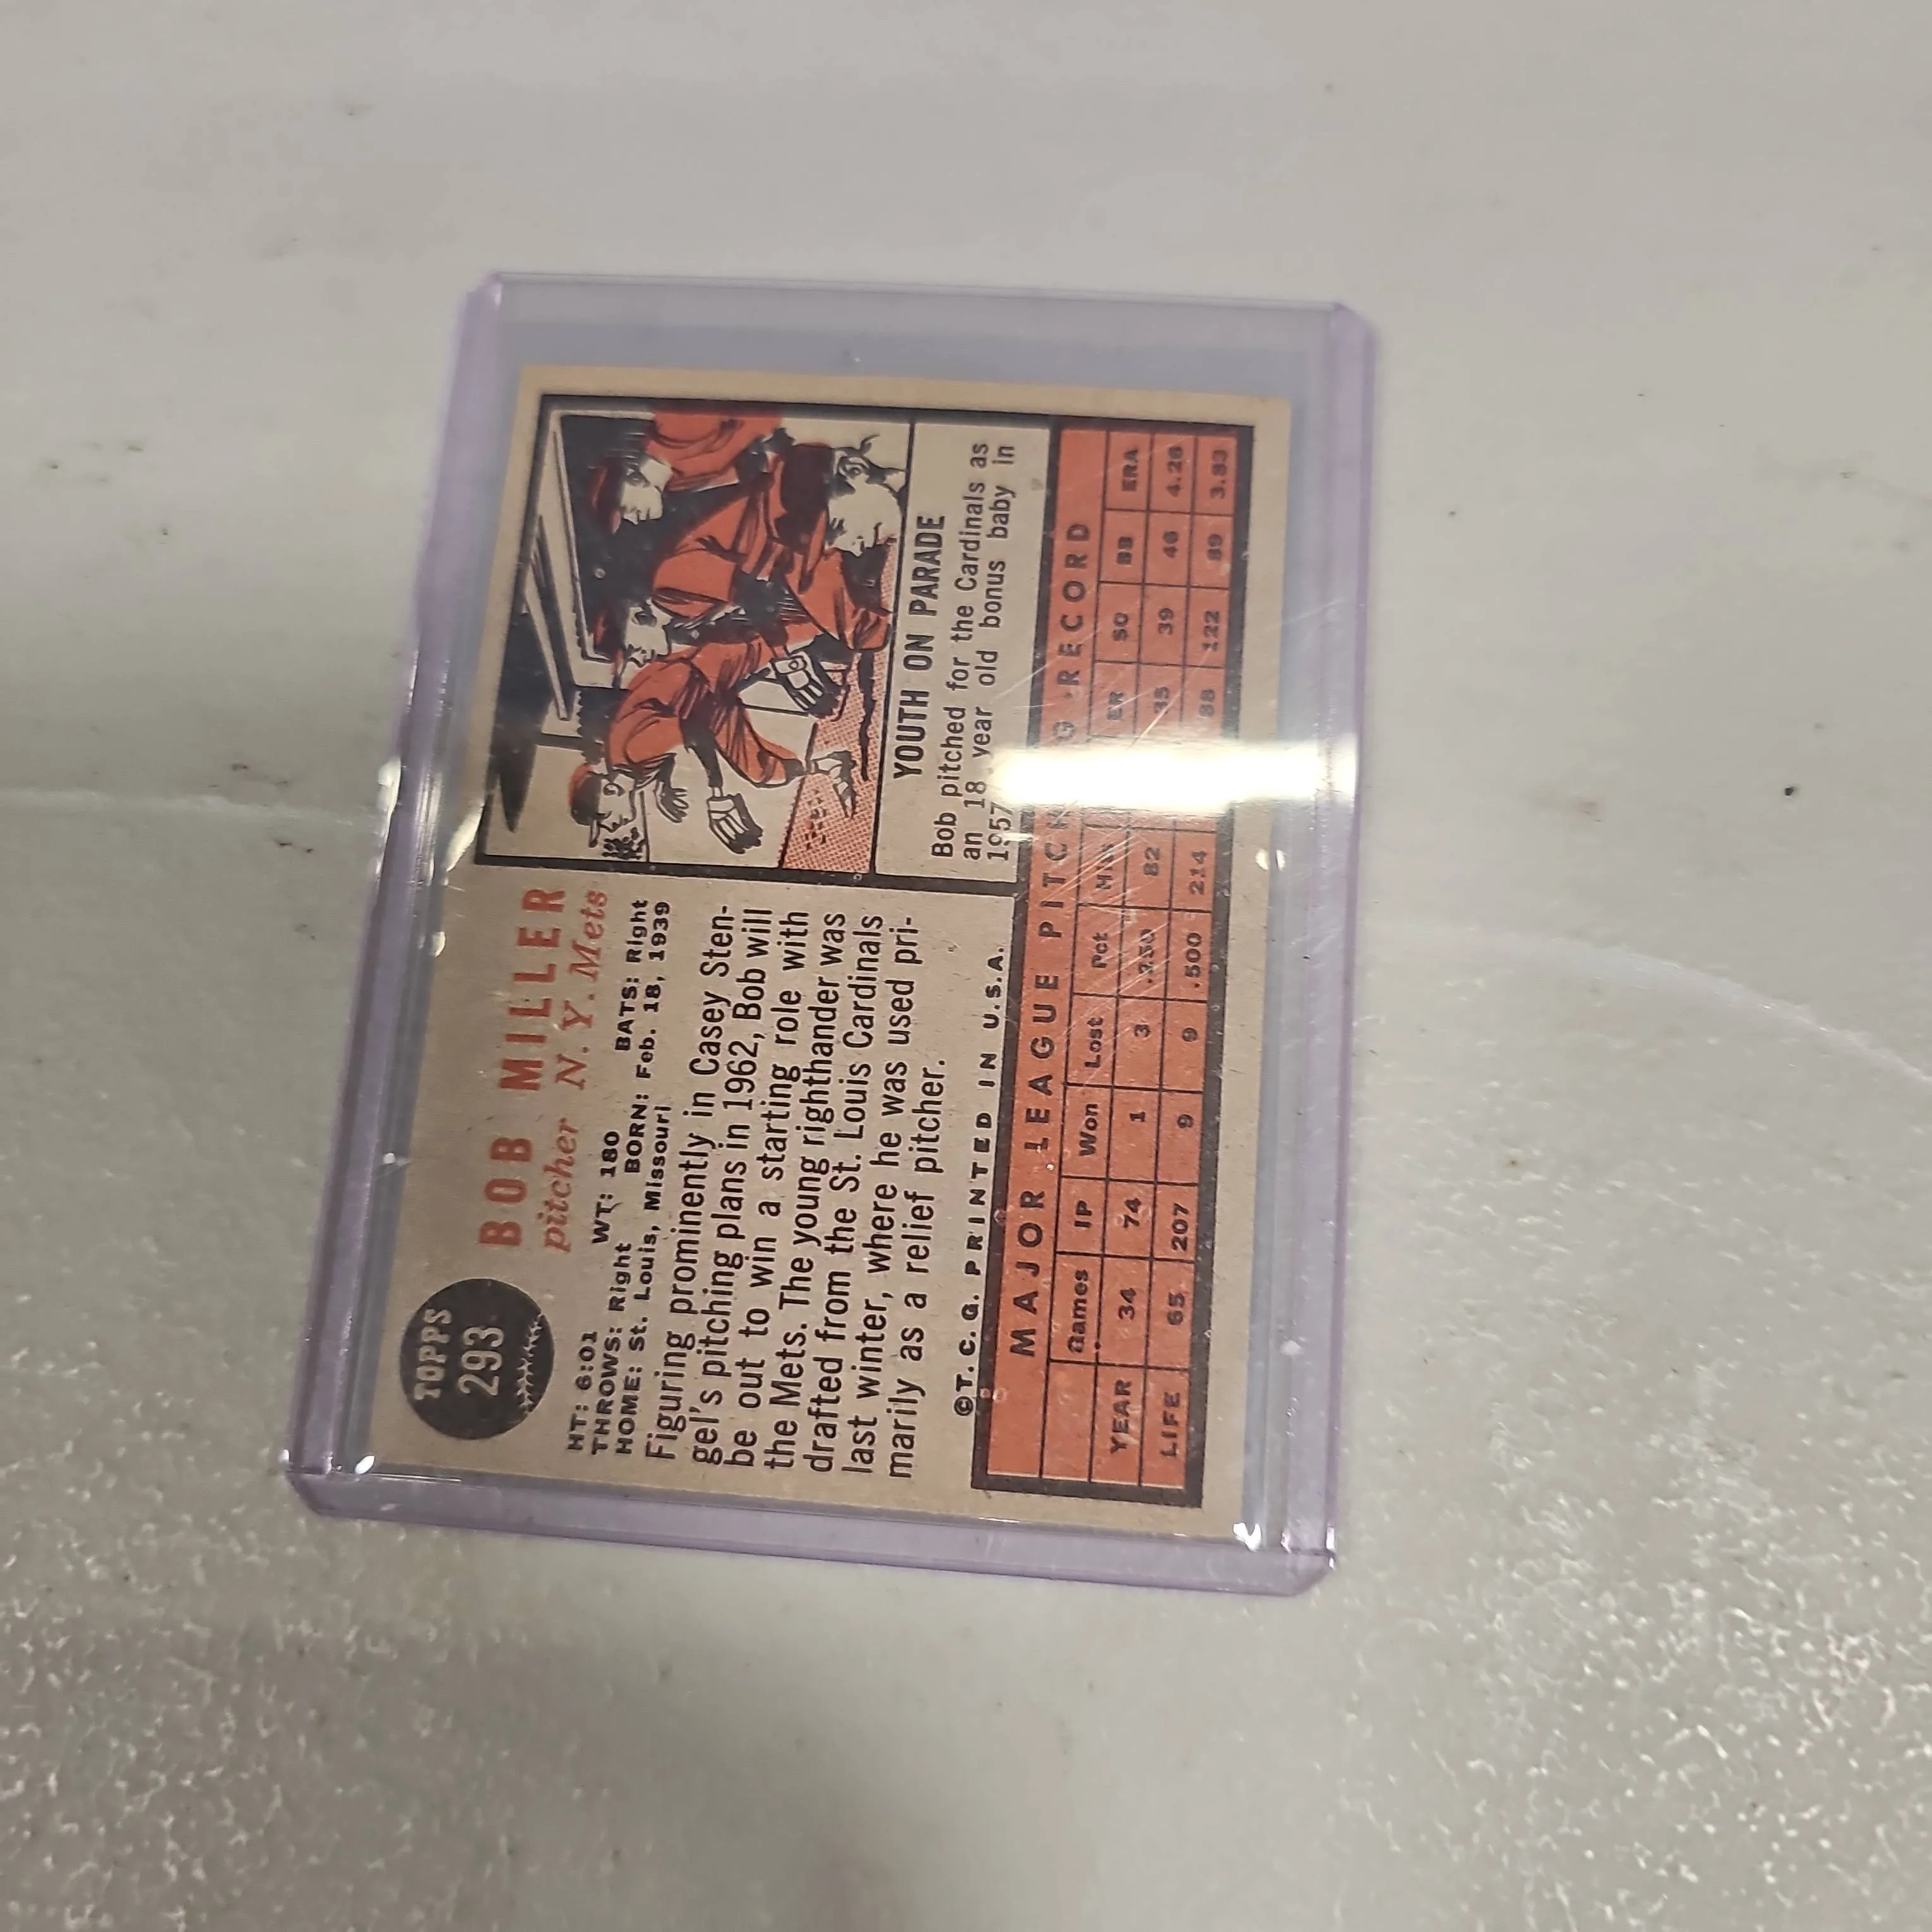 TOPPS
293
BOB MILLER
pitcher N. Y. Mets
HT: 6:01 WT: 180 BATS: Right
THROWS: Right BORN: Feb. 18, 1939
HOME: St. Louis, Missouri
Figuring prominently in Casey Sten-
gel's pitching plans in 1962, Bob will
be out to win a starting role with
the Mets. The young righthander was
drafted from the St. Louis Cardinals
last winter, where he was used pri-
marily as a relief pitcher.
©T. C. G. PRINTED IN U.S.A.
YOUTH ON PARADE
Bob pitched for the Cardinals as
an 18 year old bonus baby in
1957
MAJOR LEAGUE RECORD
Games IP Won Lost Pct Hits ER SO BB ERA
YEAR 34 74 1 3 82 35 39 46 4.26
LIFE 65 207 9 9 .500 214 88 122 89 3.83